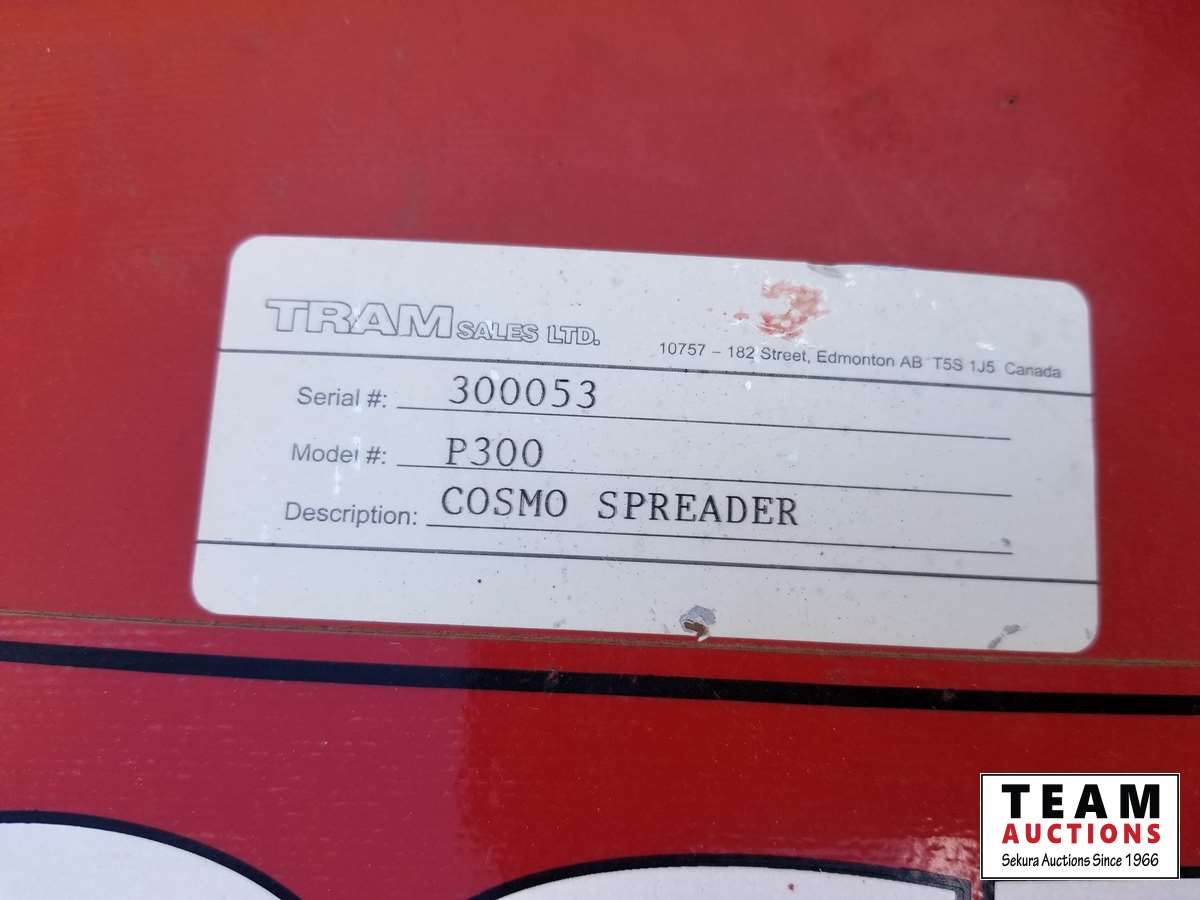 TRAM SALES LTD.
10757 – 182 Street, Edmonton AB T5S 1J5 Canada
Serial #: 300053
Model #: P300
Description: COSMO SPREADER
TEAM
AUCTIONS
Sekura Auctions Since 1966